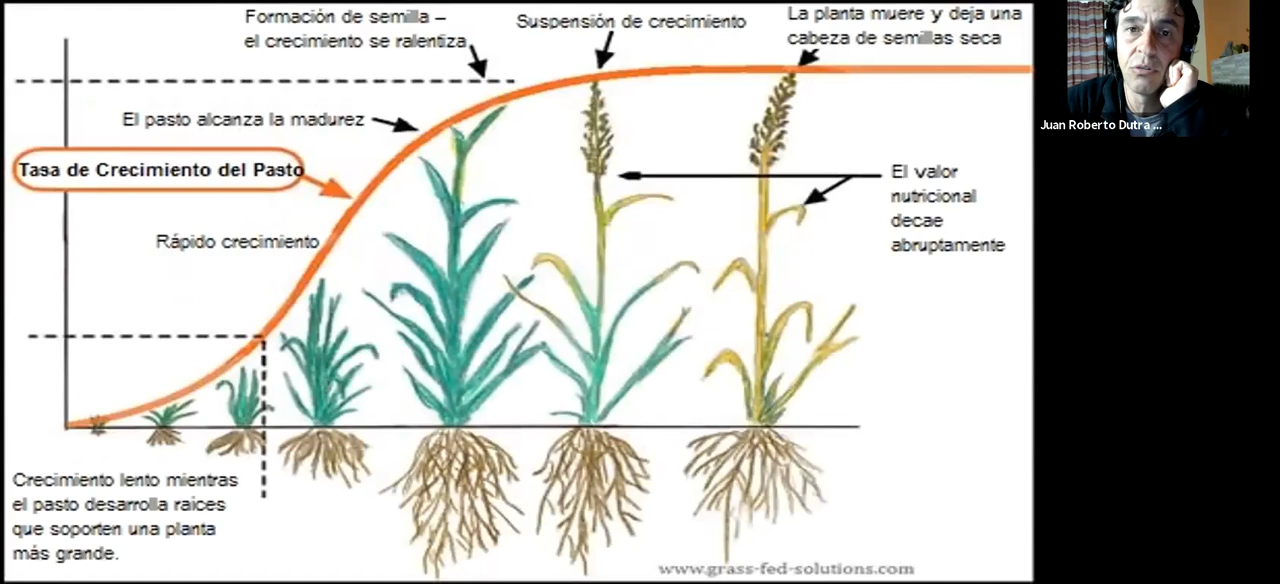 Formación de semilla –
el crecimiento se ralentiza
Suspensión de crecimiento
La planta muere y deja una
cabeza de semillas seca
El pasto alcanza la madurez
Tasa de Crecimiento del Pasto
Rápido crecimiento
El valor
nutricional
decae
abruptamente
Crecimiento lento mientras
el pasto desarrolla raices
que soporten una planta
más grande.
www.grass-fed-solutions.com
Juan Roberto Dutra ...